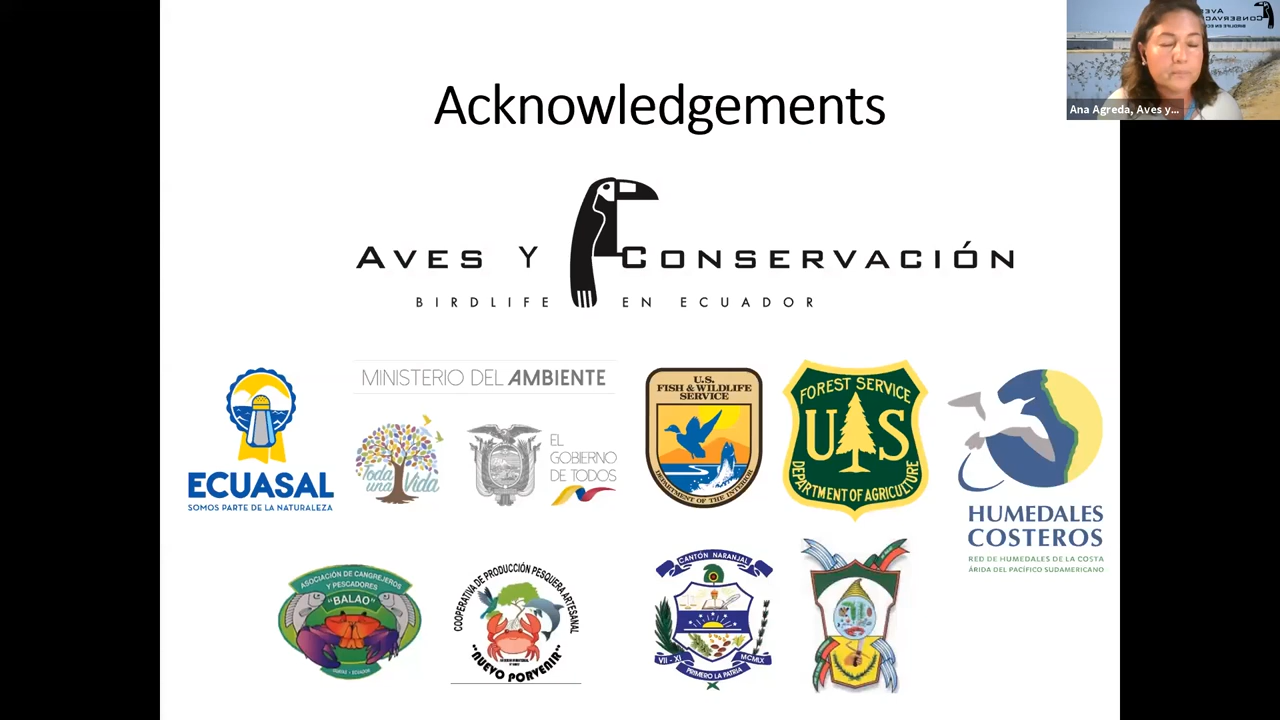 Acknowledgements
AVES Y CONSERVACIÓN
BIRDLIFE EN ECUADOR
ECUASAL
SOMOS PARTE DE LA NATURALEZA
MINISTERIO DEL AMBIENTE
Toda
una Vida
EL
GOBIERNO
DE TODOS
U.S.
FISH & WILDLIFE
SERVICE
DEPARTMENT OF THE INTERIOR
FOREST SERVICE
U S
DEPARTMENT OF AGRICULTURE
HUMEDALES
COSTEROS
RED DE HUMEDALES DE LA COSTA
ÁRIDA DEL PACÍFICO SUDAMERICANO
ASOCIACIÓN DE CANGREJEROS
Y PESCADORES
"BALAO"
COOPERATIVA DE PRODUCCIÓN PESQUERA ARTESANAL
"NUEVO PORVENIR"
CANTÓN NARANJAL
VII - XI
MCMLX
PRIMERO LA PATRIA
Ana Agreda, Aves y...